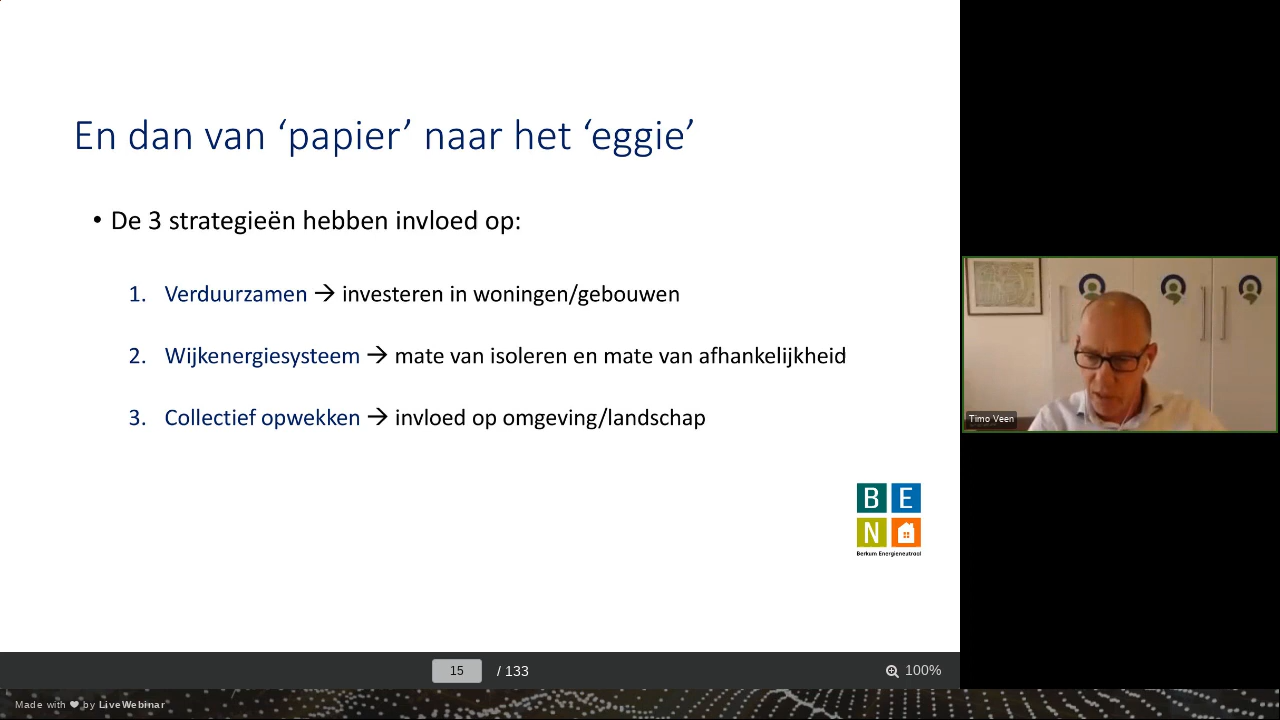 En dan van ‘papier’ naar het ‘eggie’
• De 3 strategieën hebben invloed op:
1. Verduurzamen → investeren in woningen/gebouwen
2. Wijkenergiesysteem → mate van isoleren en mate van afhankelijkheid
3. Collectief opwekken → invloed op omgeving/landschap
B E
N
Berkum Energieneutraal
Timo Veen
15 / 133
100%
Made with ♥ by LiveWebinar